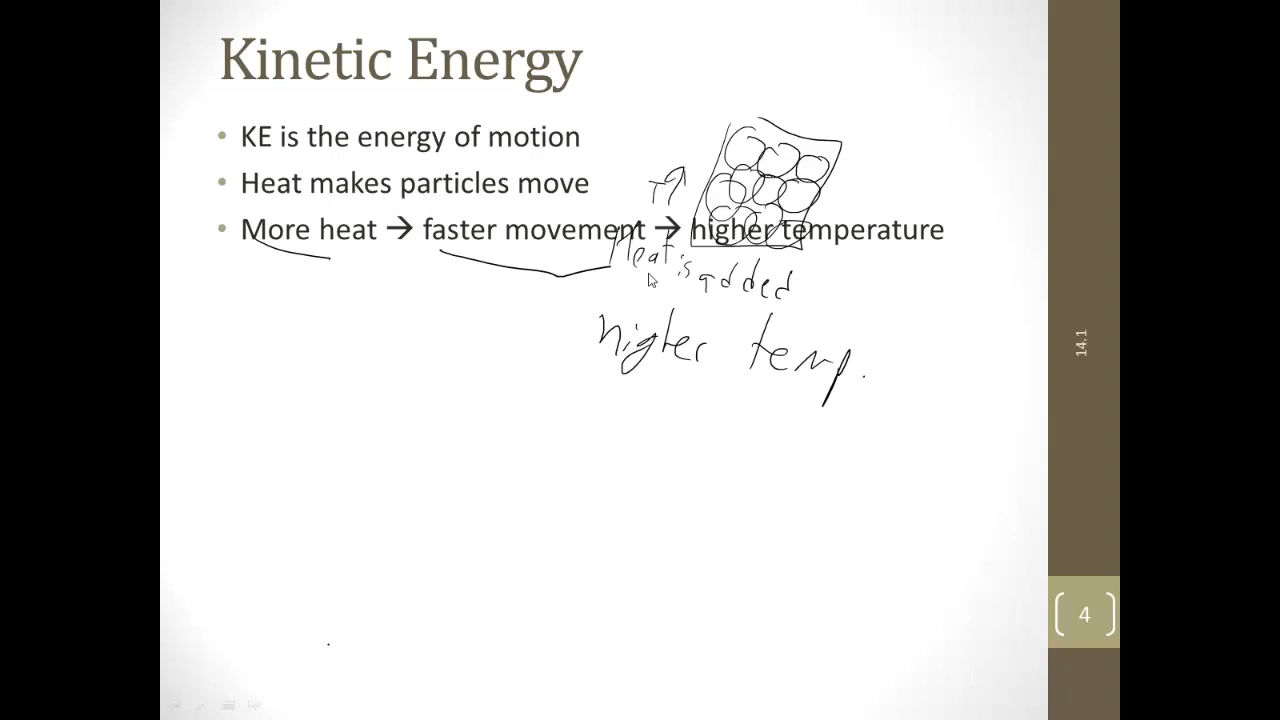 Kinetic Energy
• KE is the energy of motion
• Heat makes particles move
T↗
• More heat → faster movement → higher temperature
Heat is added
higher temp.
14.1
4